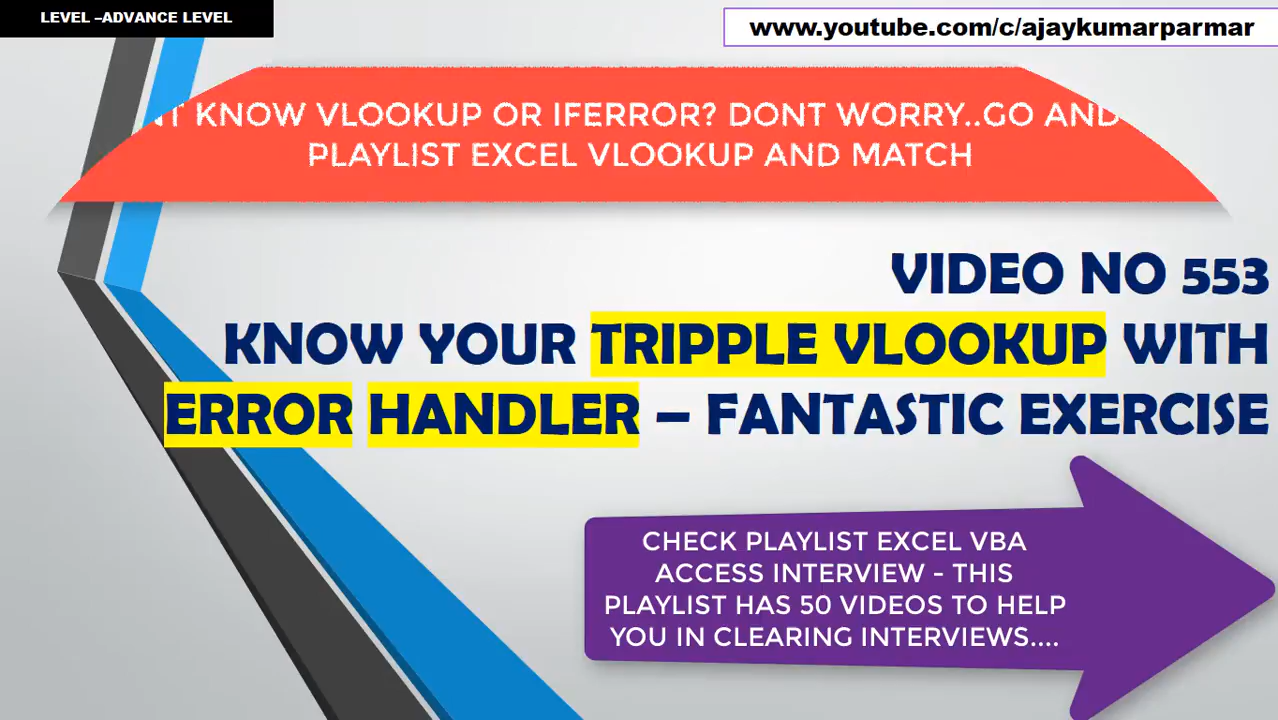 LEVEL –ADVANCE LEVEL
www.youtube.com/c/ajaykumarparmar
KNOW VLOOKUP OR IFERROR? DONT WORRY..GO AND
PLAYLIST EXCEL VLOOKUP AND MATCH
VIDEO NO 553
KNOW YOUR TRIPPLE VLOOKUP WITH
ERROR HANDLER – FANTASTIC EXERCISE
CHECK PLAYLIST EXCEL VBA
ACCESS INTERVIEW - THIS
PLAYLIST HAS 50 VIDEOS TO HELP
YOU IN CLEARING INTERVIEWS....